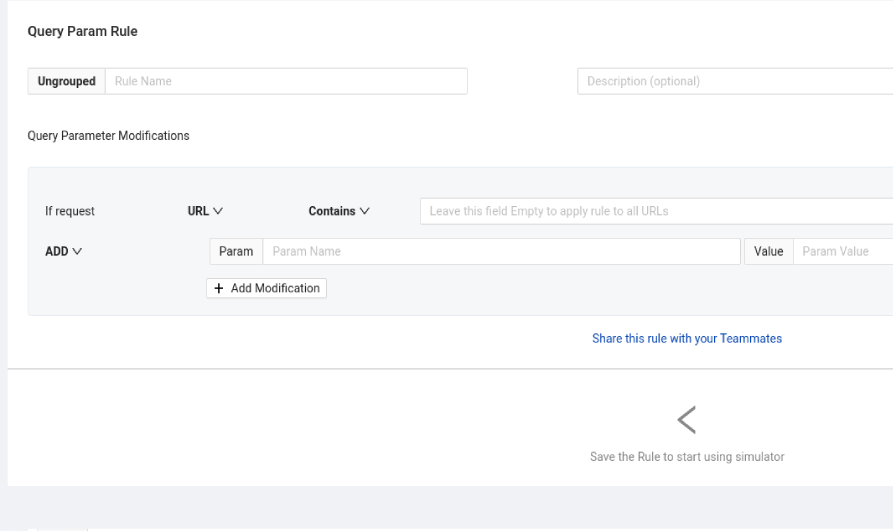 Query Param Rule
Ungrouped Rule Name Description (optional)
Query Parameter Modifications
If request URL Contains Leave this field Empty to apply rule to all URLs
ADD Param Param Name Value Param Value
+ Add Modification
Share this rule with your Teammates
Save the Rule to start using simulator